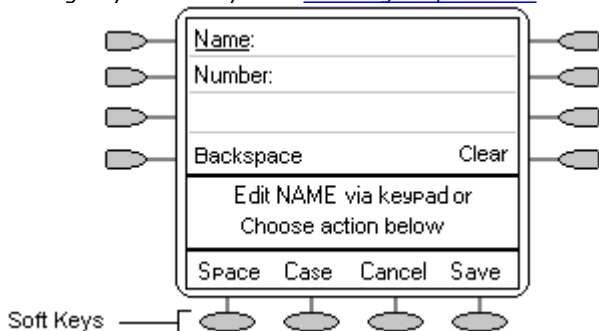 Name:
Number:
Backspace Clear
Edit NAME via keypad or
Choose action below
Space Case Cancel Save
Soft Keys